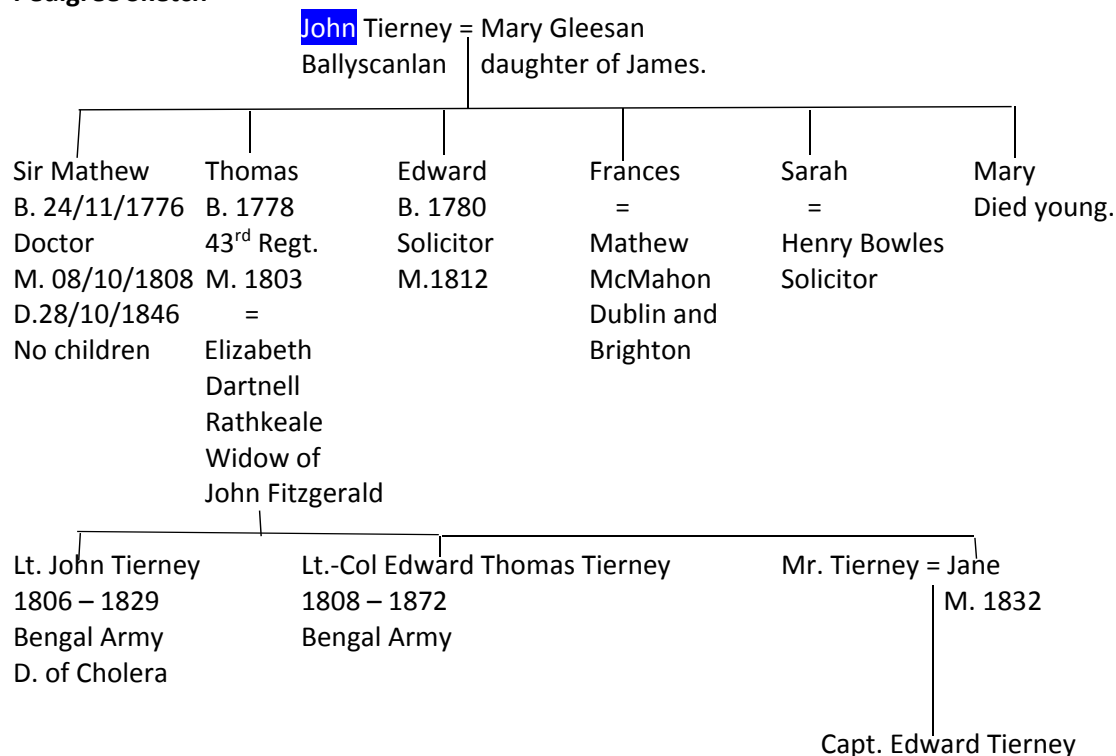 John Tierney = Mary Gleesan
Ballyscanlan daughter of James.
Sir Mathew Thomas Edward Frances Sarah Mary
B. 24/11/1776 B. 1778 B. 1780 = = Died young.
Doctor 43rd Regt. Solicitor Mathew Henry Bowles
M. 08/10/1808 M. 1803 M.1812 McMahon Solicitor
D.28/10/1846 = Dublin and
No children Elizabeth Brighton
Dartnell
Rathkeale
Widow of
John Fitzgerald
Lt. John Tierney Lt.-Col Edward Thomas Tierney Mr. Tierney = Jane
1806 – 1829 1808 – 1872 M. 1832
Bengal Army Bengal Army
D. of Cholera
Capt. Edward Tierney